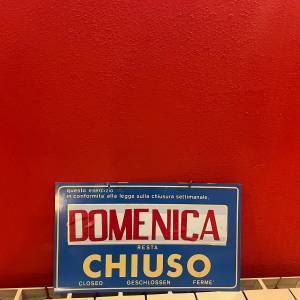 questo esercizio
in conformità alla legge sulla chiusura settimanale,
DOMENICA
RESTA
CHIUSO
CLOSED GESCHLOSSEN FERMÉ